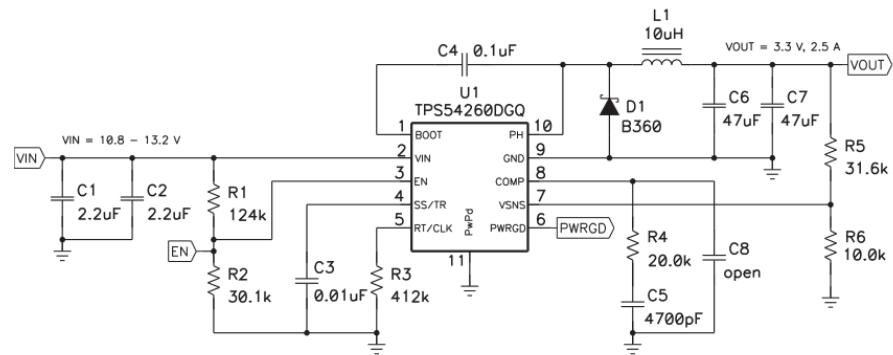 L1
10uH
C4
0.1uF
VOUT = 3.3 V, 2.5 A
VOUT
U1
TPS54260DGQ
D1
B360
C6
47uF
C7
47uF
1
BOOT
PH
10
VIN = 10.8 – 13.2 V
VIN
2
VIN
GND
9
3
EN
COMP
8
4
SS/TR
VSNS
7
5
RT/CLK
PWRGD
6
PwPd
11
PWRGD
R5
31.6k
C1
2.2uF
C2
2.2uF
R1
124k
EN
R2
30.1k
C3
0.01uF
R3
412k
R4
20.0k
C5
4700pF
C8
open
R6
10.0k